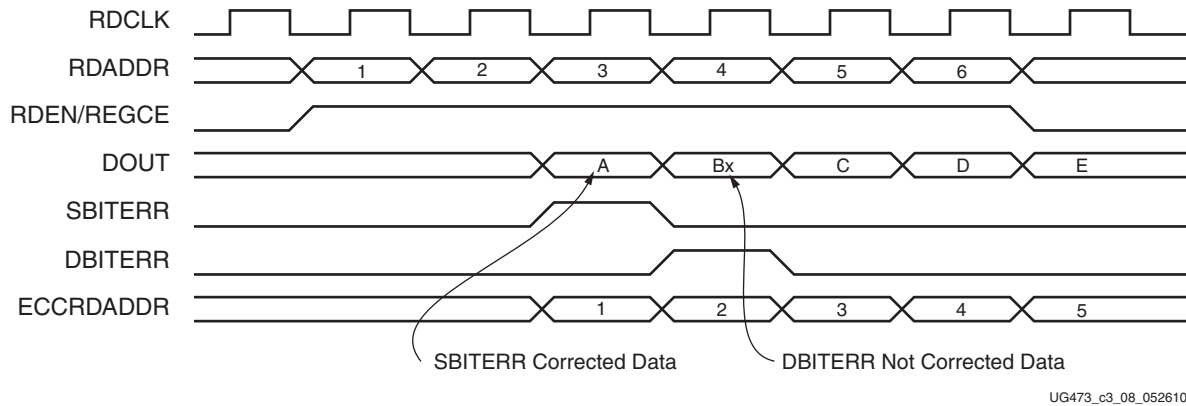 RDCLK
RDADDR 1 2 3 4 5 6
RDEN/REGCE
DOUT A Bx C D E
SBITERR
DBITERR
ECCRDADDR 1 2 3 4 5
SBITERR Corrected Data DBITERR Not Corrected Data
UG473_c3_08_052610